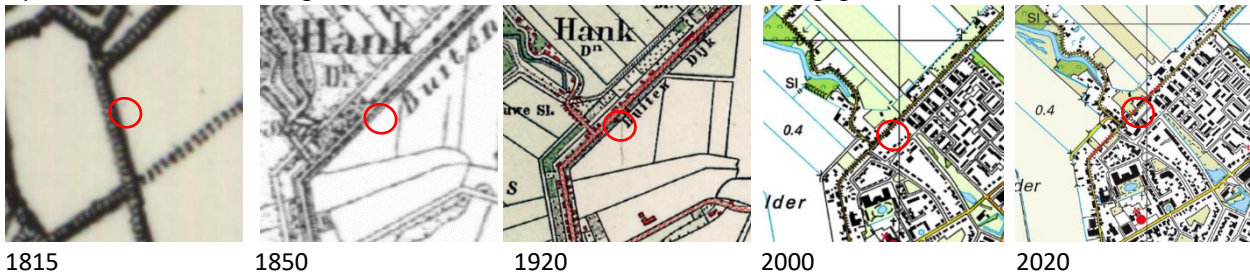 Hank
Dn
Buiten
Hank
Dn
Dijk
Buiten
uwe Sl.
S
Sl.
0.4
lder
Sl
0.4
der
1815 1850 1920 2000 2020